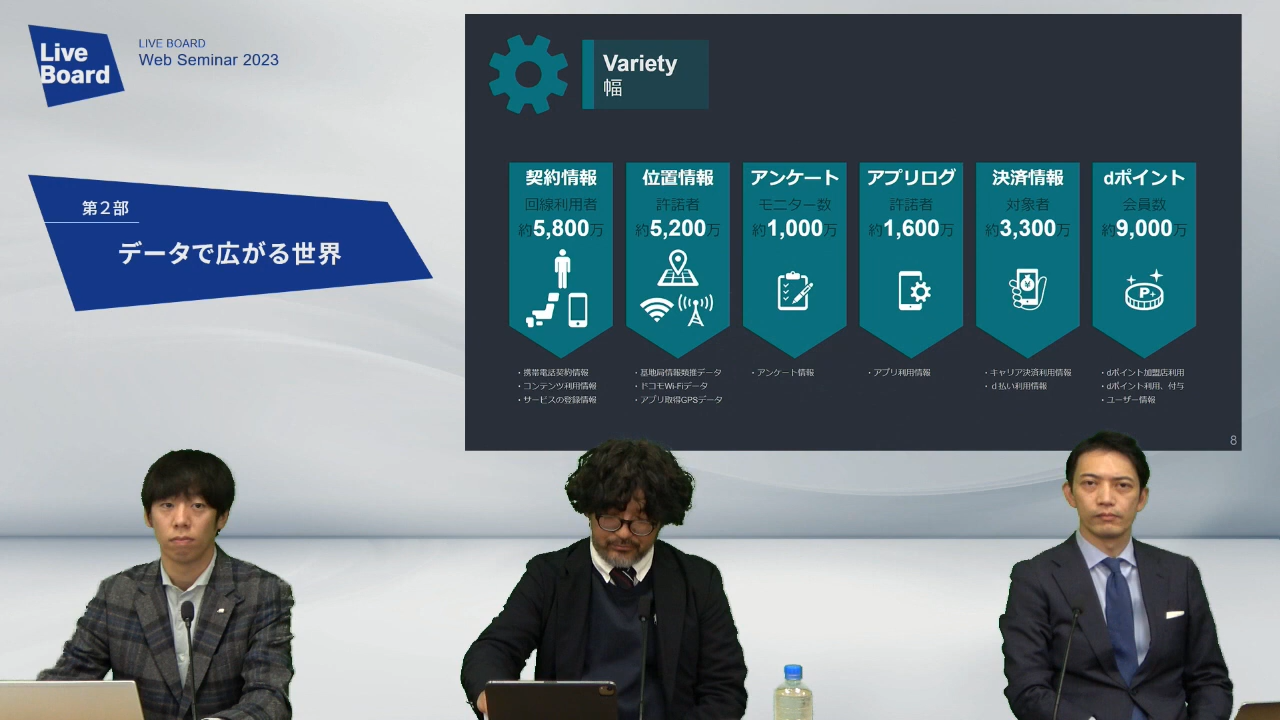 Live
Board
LIVE BOARD
Web Seminar 2023
第2部
データで広がる世界
Variety
幅
契約情報
回線利用者
約5,800万
・携帯電話契約情報
・コンテンツ利用情報
・サービスの登録情報
位置情報
許諾者
約5,200万
・基地局情報類推データ
・ドコモWi-Fiデータ
・アプリ取得GPSデータ
アンケート
モニター数
約1,000万
・アンケート情報
アプリログ
許諾者
約1,600万
・アプリ利用情報
決済情報
対象者
約3,300万
・キャリア決済利用情報
・d払い利用情報
dポイント
会員数
約9,000万
P
・dポイント加盟店利用
・dポイント利用、付与
・ユーザー情報
8